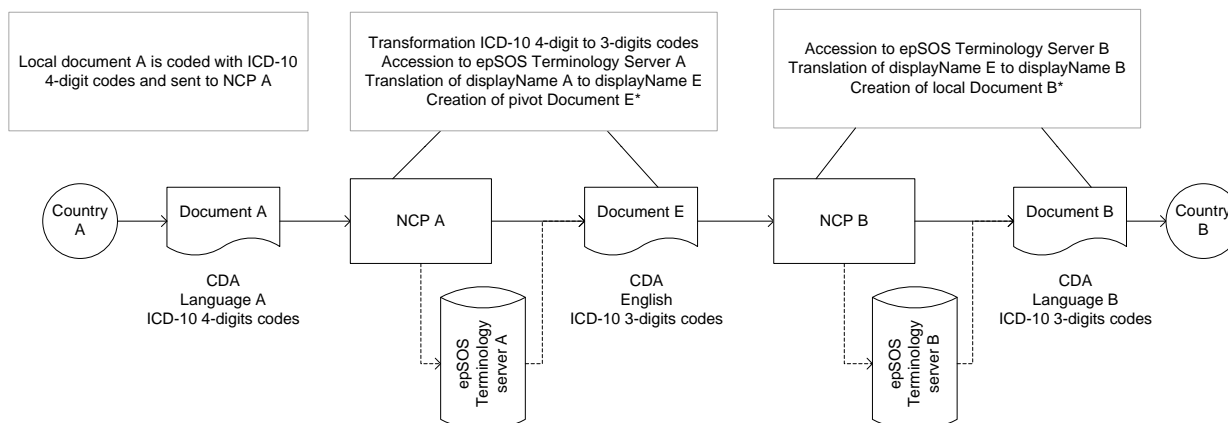 Local document A is coded with ICD-10
4-digit codes and sent to NCP A
Transformation ICD-10 4-digit to 3-digits codes
Accession to epSOS Terminology Server A
Translation of displayName A to displayName E
Creation of pivot Document E*
Accession to epSOS Terminology Server B
Translation of displayName E to displayName B
Creation of local Document B*
Country
A
Document A
NCP A
Document E
NCP B
Document B
Country
B
CDA
Language A
ICD-10 4-digits codes
epSOS
Terminology
server A
CDA
English
ICD-10 3-digits codes
epSOS
Terminology
server B
CDA
Language B
ICD-10 3-digits codes